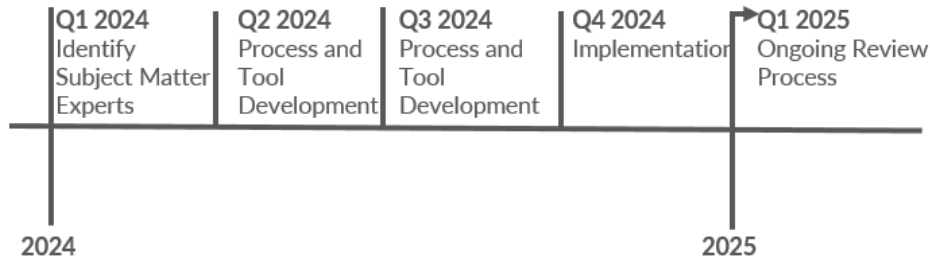 Q1 2024
Identify
Subject Matter
Experts
Q2 2024
Process and
Tool
Development
Q3 2024
Process and
Tool
Development
Q4 2024
Implementation
Q1 2025
Ongoing Review
Process
2024
2025